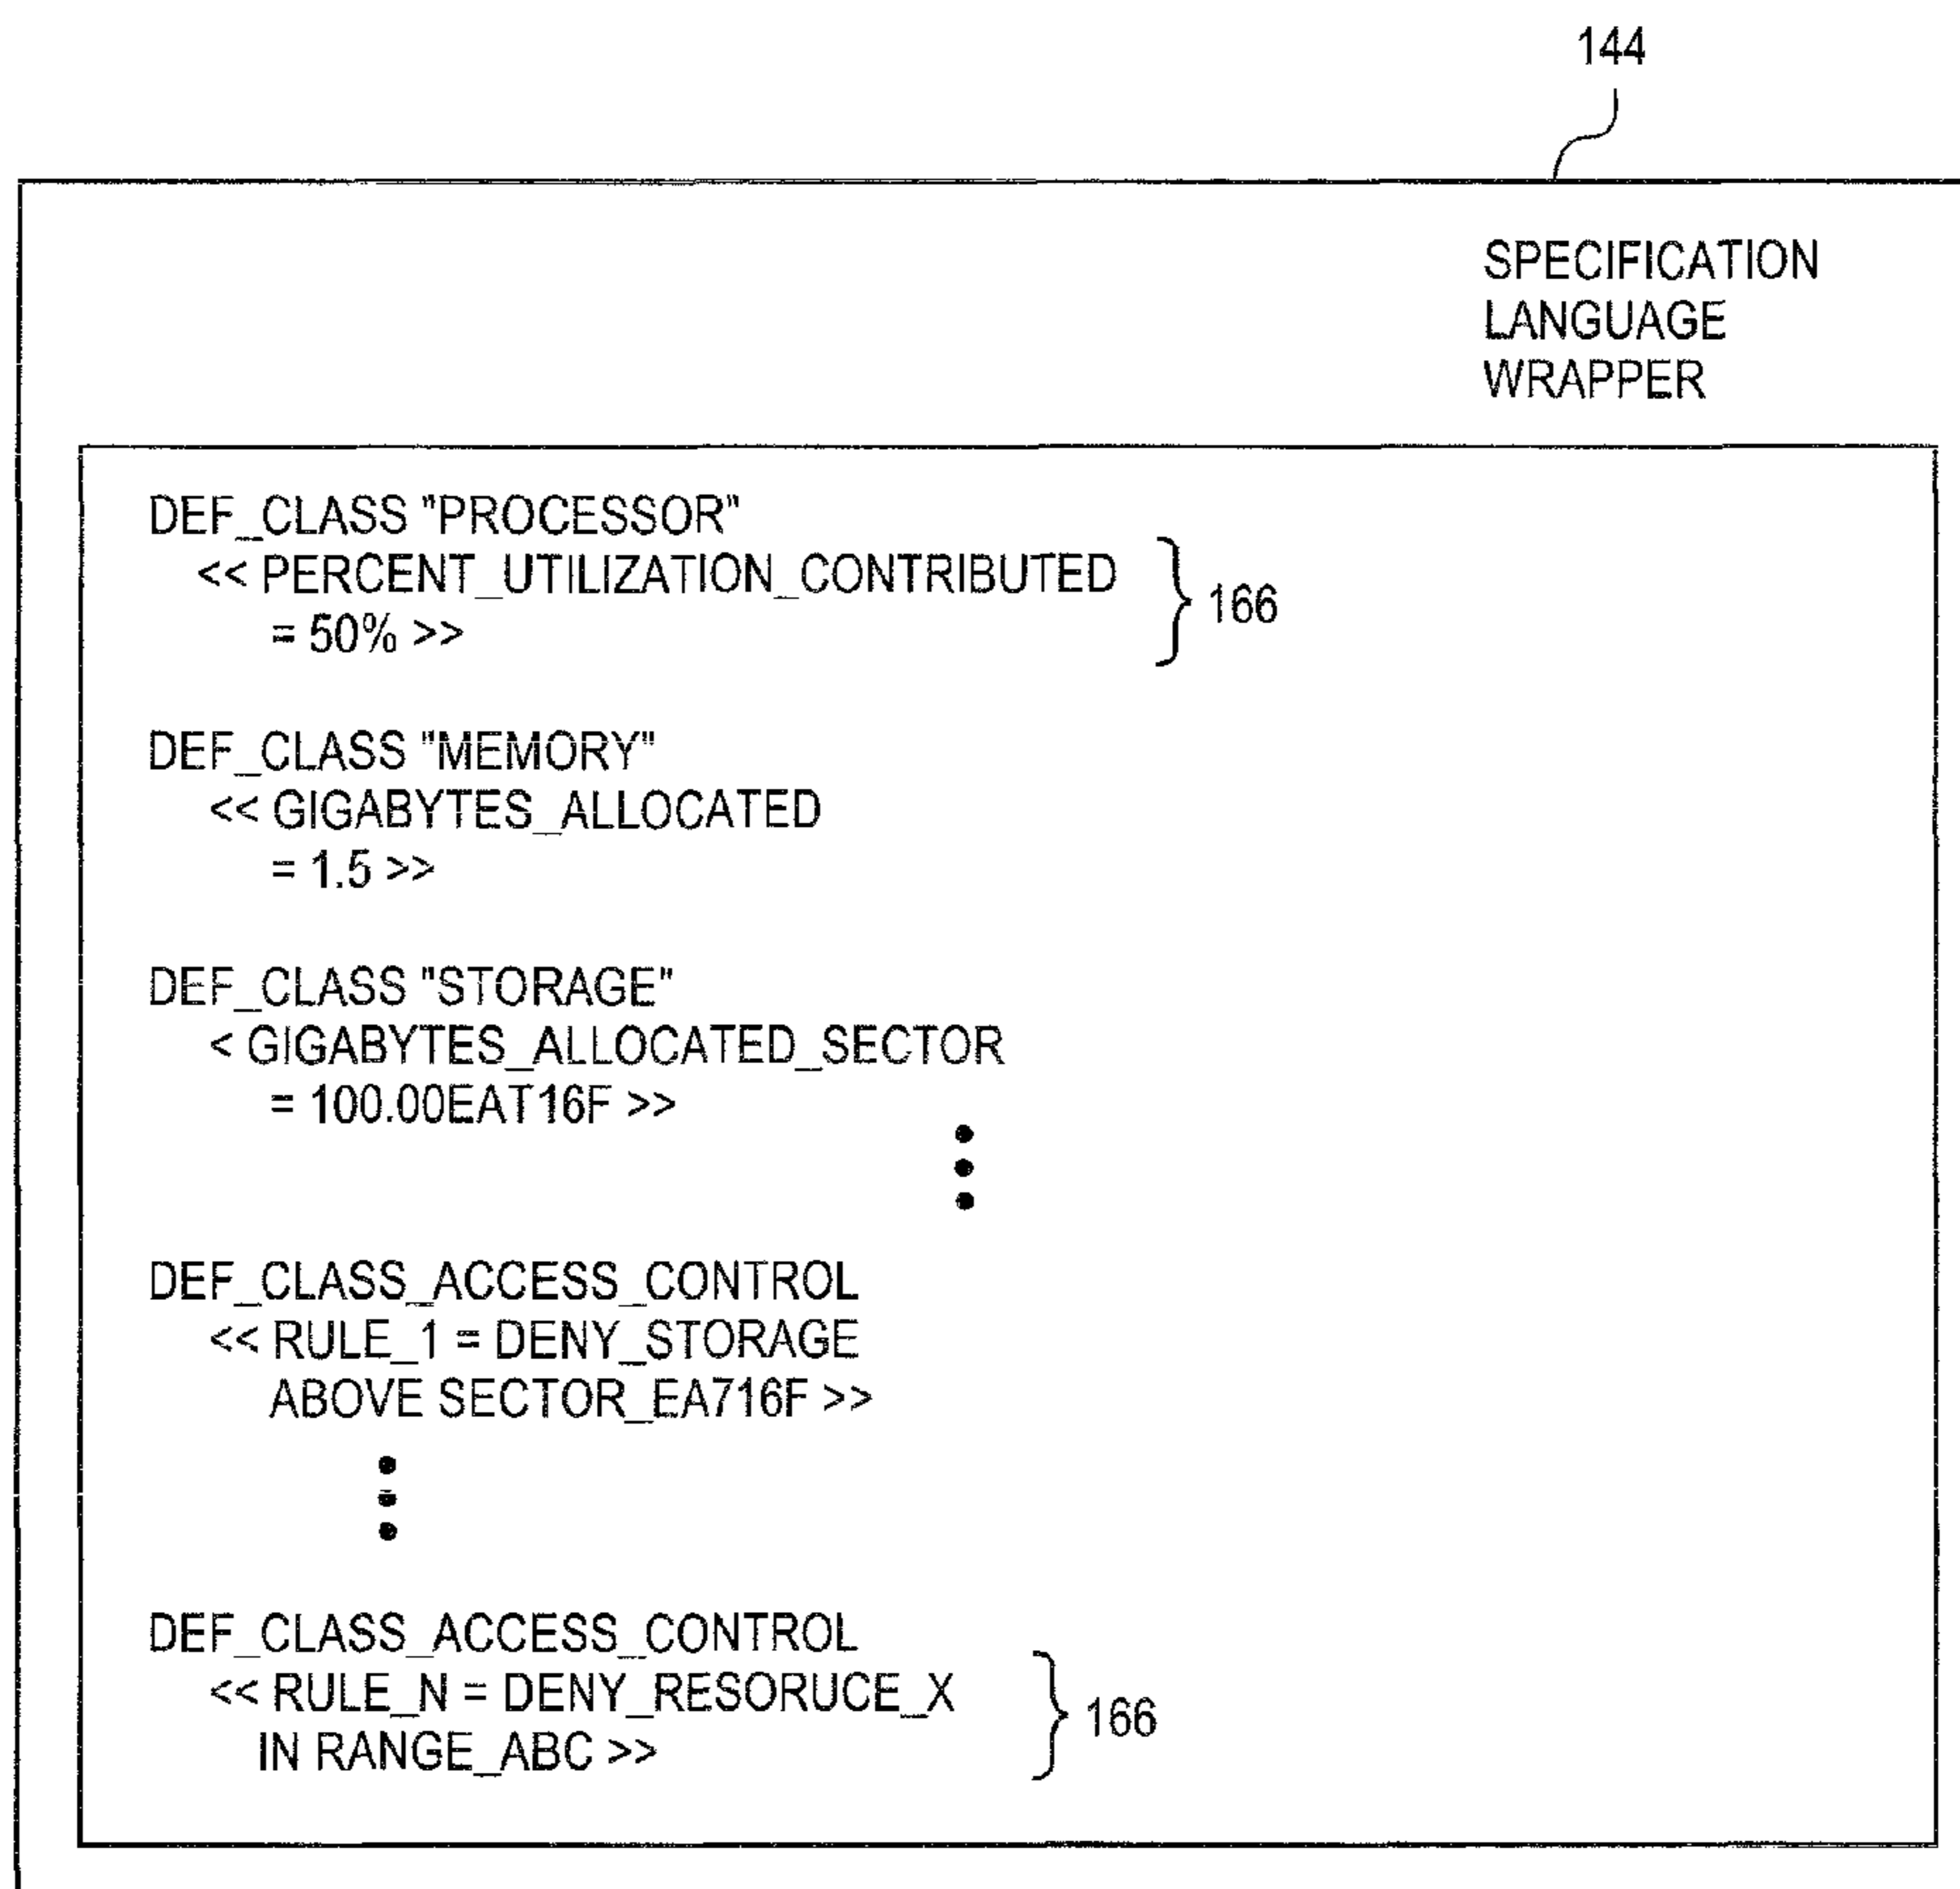 144
SPECIFICATION
LANGUAGE
WRAPPER
DEF_CLASS "PROCESSOR"
<< PERCENT_UTILIZATION_CONTRIBUTED
= 50% >>
166
DEF_CLASS "MEMORY"
<< GIGABYTES_ALLOCATED
= 1.5 >>
DEF_CLASS "STORAGE"
< GIGABYTES_ALLOCATED_SECTOR
= 100.00EAT16F >>
DEF_CLASS_ACCESS_CONTROL
<< RULE_1 = DENY_STORAGE
ABOVE SECTOR_EA716F >>
DEF_CLASS_ACCESS_CONTROL
<< RULE_N = DENY_RESORUCE_X
IN RANGE_ABC >>
166